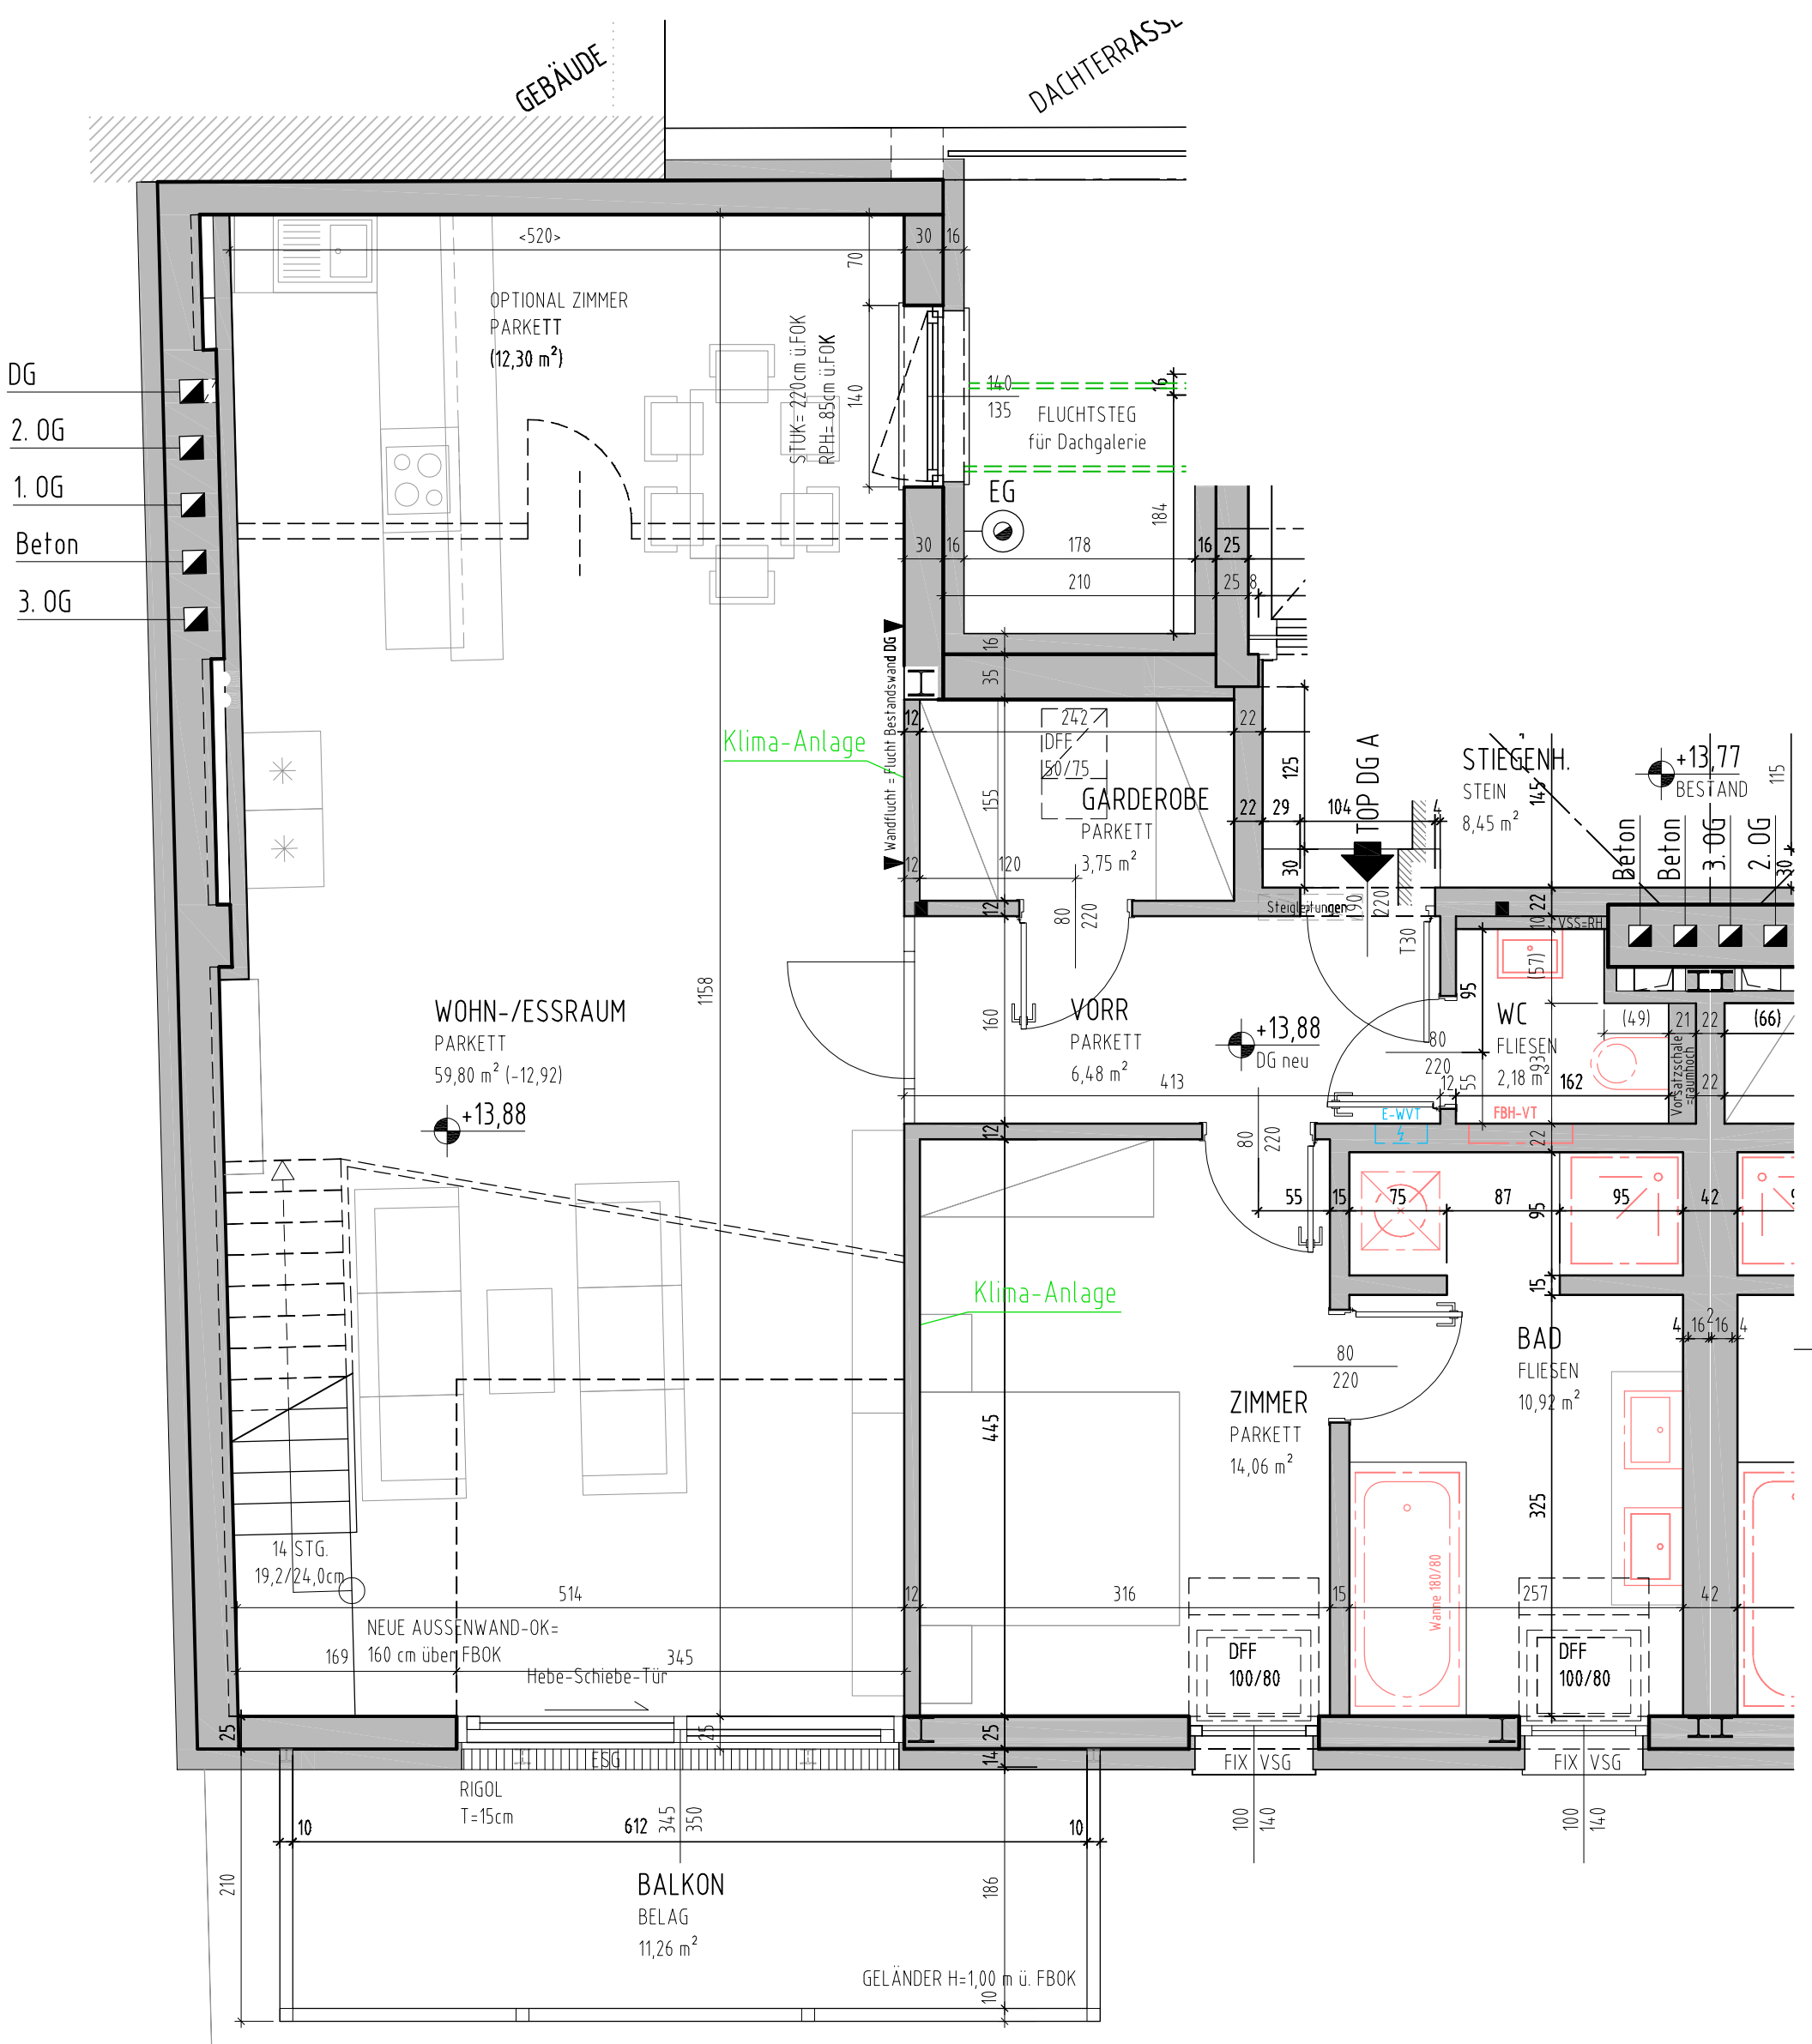 GEBÄUDE
DACHTERRASSE
<520>
30
16
70
OPTIONAL ZIMMER
PARKETT
(12,30 m²)
STUK= 220cm ü.FOK
RPH= 85cm ü.FOK
140
140
135
16
FLUCHTSTEG
für Dachgalerie
184
EG
DG
2. OG
1. OG
Beton
3. OG
30
16
178
16
25
210
25
8
16
35
Wandflucht = Flucht Bestandswand DG
Klima-Anlage
12
242
22
DFF
50/75
155
GARDEROBE
PARKETT
3,75 m²
22
29
104
4
125
30
TOP DG A
STIEGENH.
STEIN
8,45 m²
145
+13,77
BESTAND
115
Beton
Beton
3. OG
2. OG
30
12
120
12
80
220
Steigleitungen
90
220
T30
22
10
VSS=RH
(57)
95
WC
FLIESEN
2,18 m²
93
(49)
21
22
(66)
Vorsatzschale
=raumhoch
1158
WOHN-/ESSRAUM
PARKETT
59,80 m² (-12,92)
+13,88
160
VORR
PARKETT
6,48 m²
+13,88
DG neu
80
220
413
12
55
162
22
E-WVT
FBH-VT
12
80
220
22
55
15
75
87
95
42
95
15
Klima-Anlage
4
16
2
16
4
BAD
FLIESEN
10,92 m²
80
220
ZIMMER
PARKETT
14,06 m²
445
325
Wanne 180/80
14 STG.
19,2/24,0cm
514
12
316
15
257
42
NEUE AUSSENWAND-OK=
160 cm über FBOK
169
345
Hebe-Schiebe-Tür
DFF
100/80
DFF
100/80
25
25
25
14
ESG
FIX VSG
FIX VSG
RIGOL
T=15cm
10
612
345
350
10
100
140
100
140
210
186
BALKON
BELAG
11,26 m²
GELÄNDER H=1,00 m ü. FBOK
10